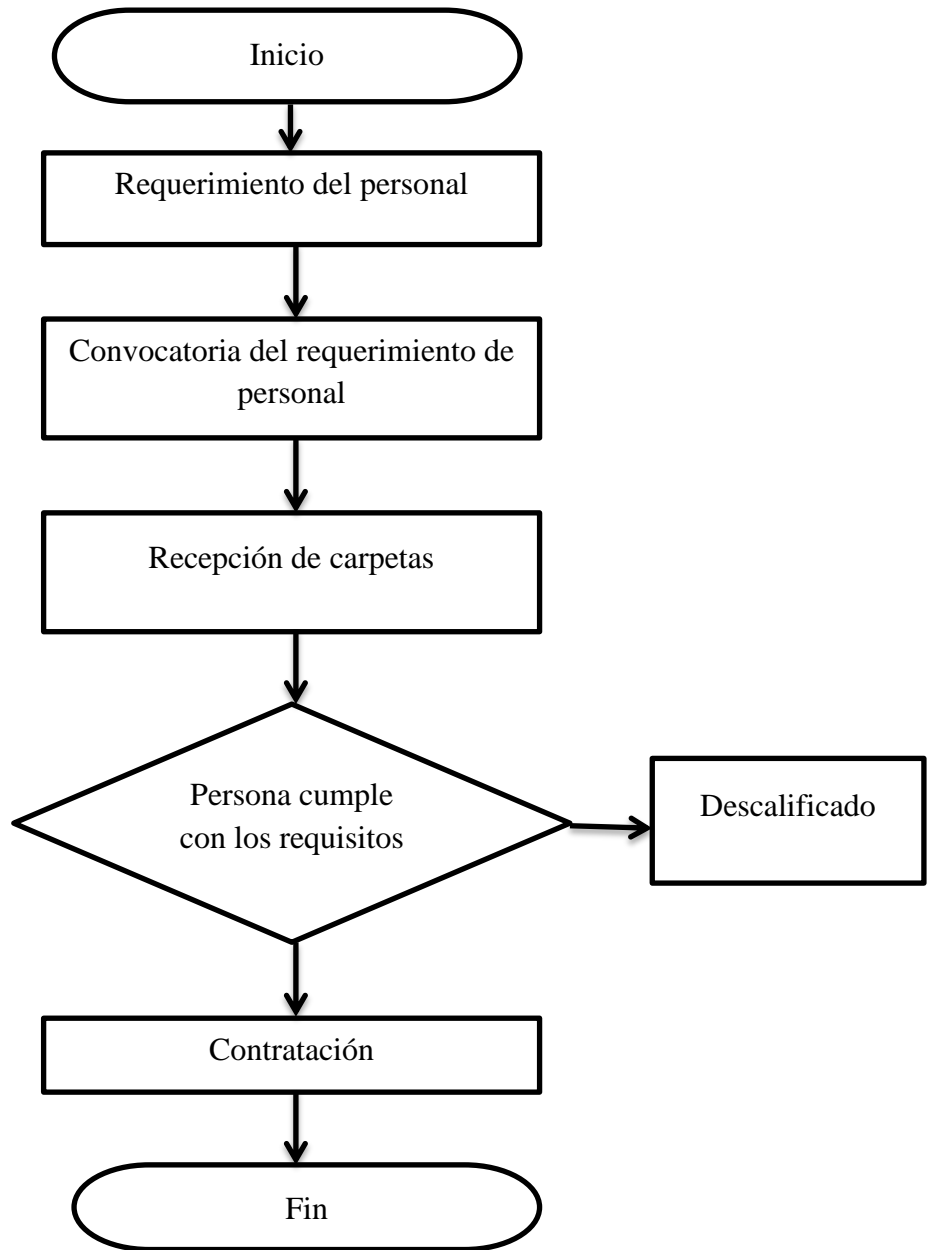 Inicio
Requerimiento del personal
Convocatoria del requerimiento de
personal
Recepción de carpetas
Persona cumple
con los requisitos
Descalificado
Contratación
Fin